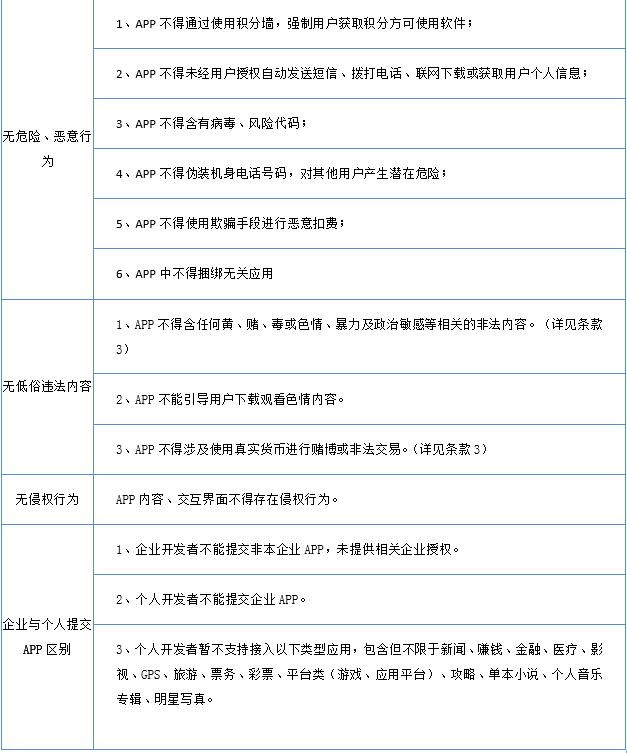 无危险、恶意行
为
1、APP 不得通过使用积分墙，强制用户获取积分方可使用软件；
2、APP 不得未经用户授权自动发送短信、拨打电话、联网下载或获取用户个人信息；
3、APP 不得含有病毒、风险代码；
4、APP 不得伪装机身电话号码，对其他用户产生潜在危险；
5、APP 不得使用欺骗手段进行恶意扣费；
6、APP 中不得捆绑无关应用
无低俗违法内容
1、APP 不得含任何黄、赌、毒或色情、暴力及政治敏感等相关的非法内容。（详见条款
3）
2、APP 不能引导用户下载观看色情内容。
3、APP 不得涉及使用真实货币进行赌博或非法交易。（详见条款 3）
无侵权行为
APP 内容、交互界面不得存在侵权行为。
企业与个人提交
APP 区别
1、企业开发者不能提交非本企业 APP，未提供相关企业授权。
2、个人开发者不能提交企业 APP。
3、个人开发者暂不支持接入以下类型应用，包含但不限于新闻、赚钱、金融、医疗、影
视、GPS、旅游、票务、彩票、平台类（游戏、应用平台）、攻略、单本小说、个人音乐
专辑、明星写真。